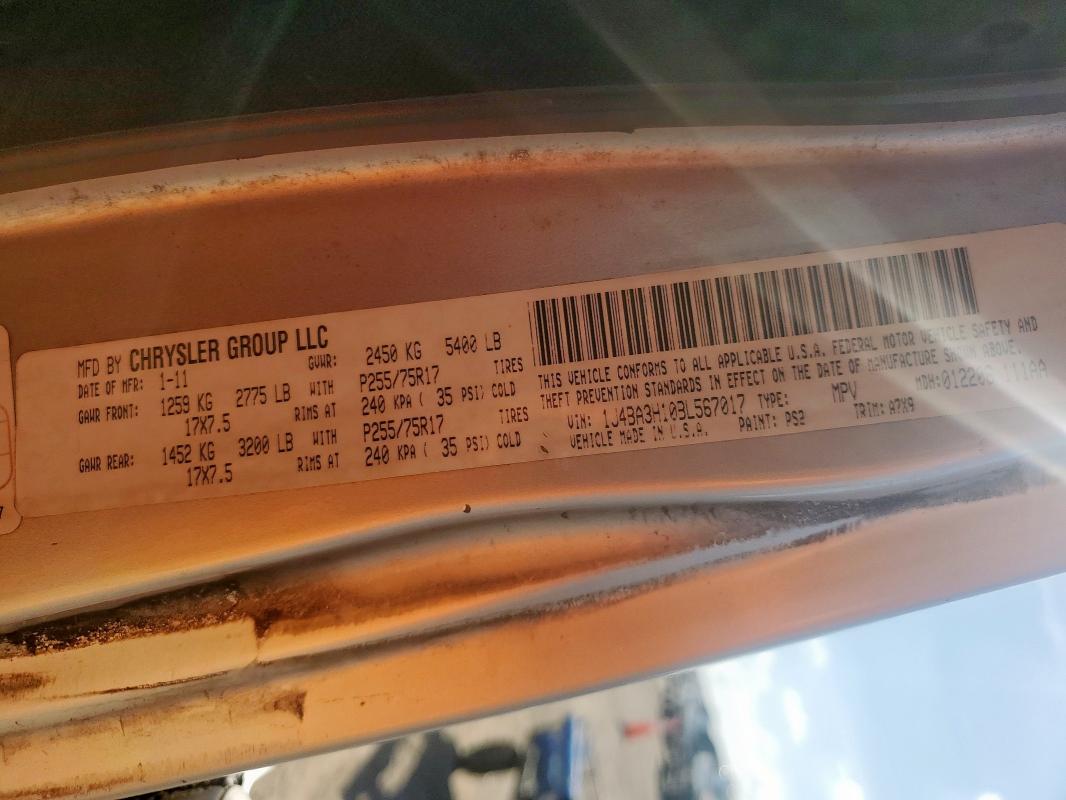 MFD BY CHRYSLER GROUP LLC
DATE OF MFR: 1-11 GVWR: 2450 KG 5400 LB
GAWR FRONT: 1259 KG 2775 LB WITH P255/75R17 TIRES
17X7.5 RIMS AT 240 KPA ( 35 PSI) COLD
GAWR REAR: 1452 KG 3200 LB WITH P255/75R17 TIRES
17X7.5 RIMS AT 240 KPA ( 35 PSI) COLD
THIS VEHICLE CONFORMS TO ALL APPLICABLE U.S.A. FEDERAL MOTOR VEHICLE SAFETY AND
THEFT PREVENTION STANDARDS IN EFFECT ON THE DATE OF MANUFACTURE SHOWN ABOVE.
VIN: TYPE: MPV MDH:
VEHICLE MADE IN U.S.A. PAINT: PS2 TRIM: A7X9
7